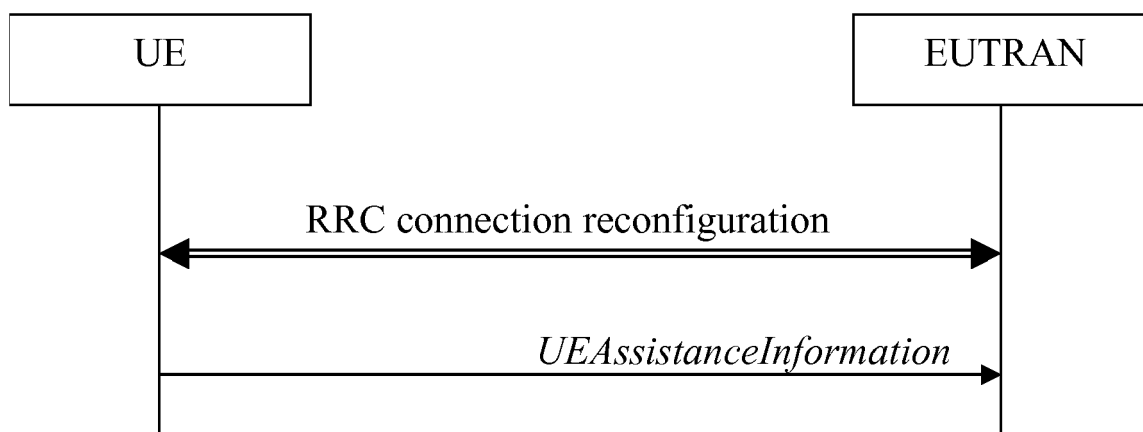 UE
EUTRAN
RRC connection reconfiguration
UEAssistanceInformation